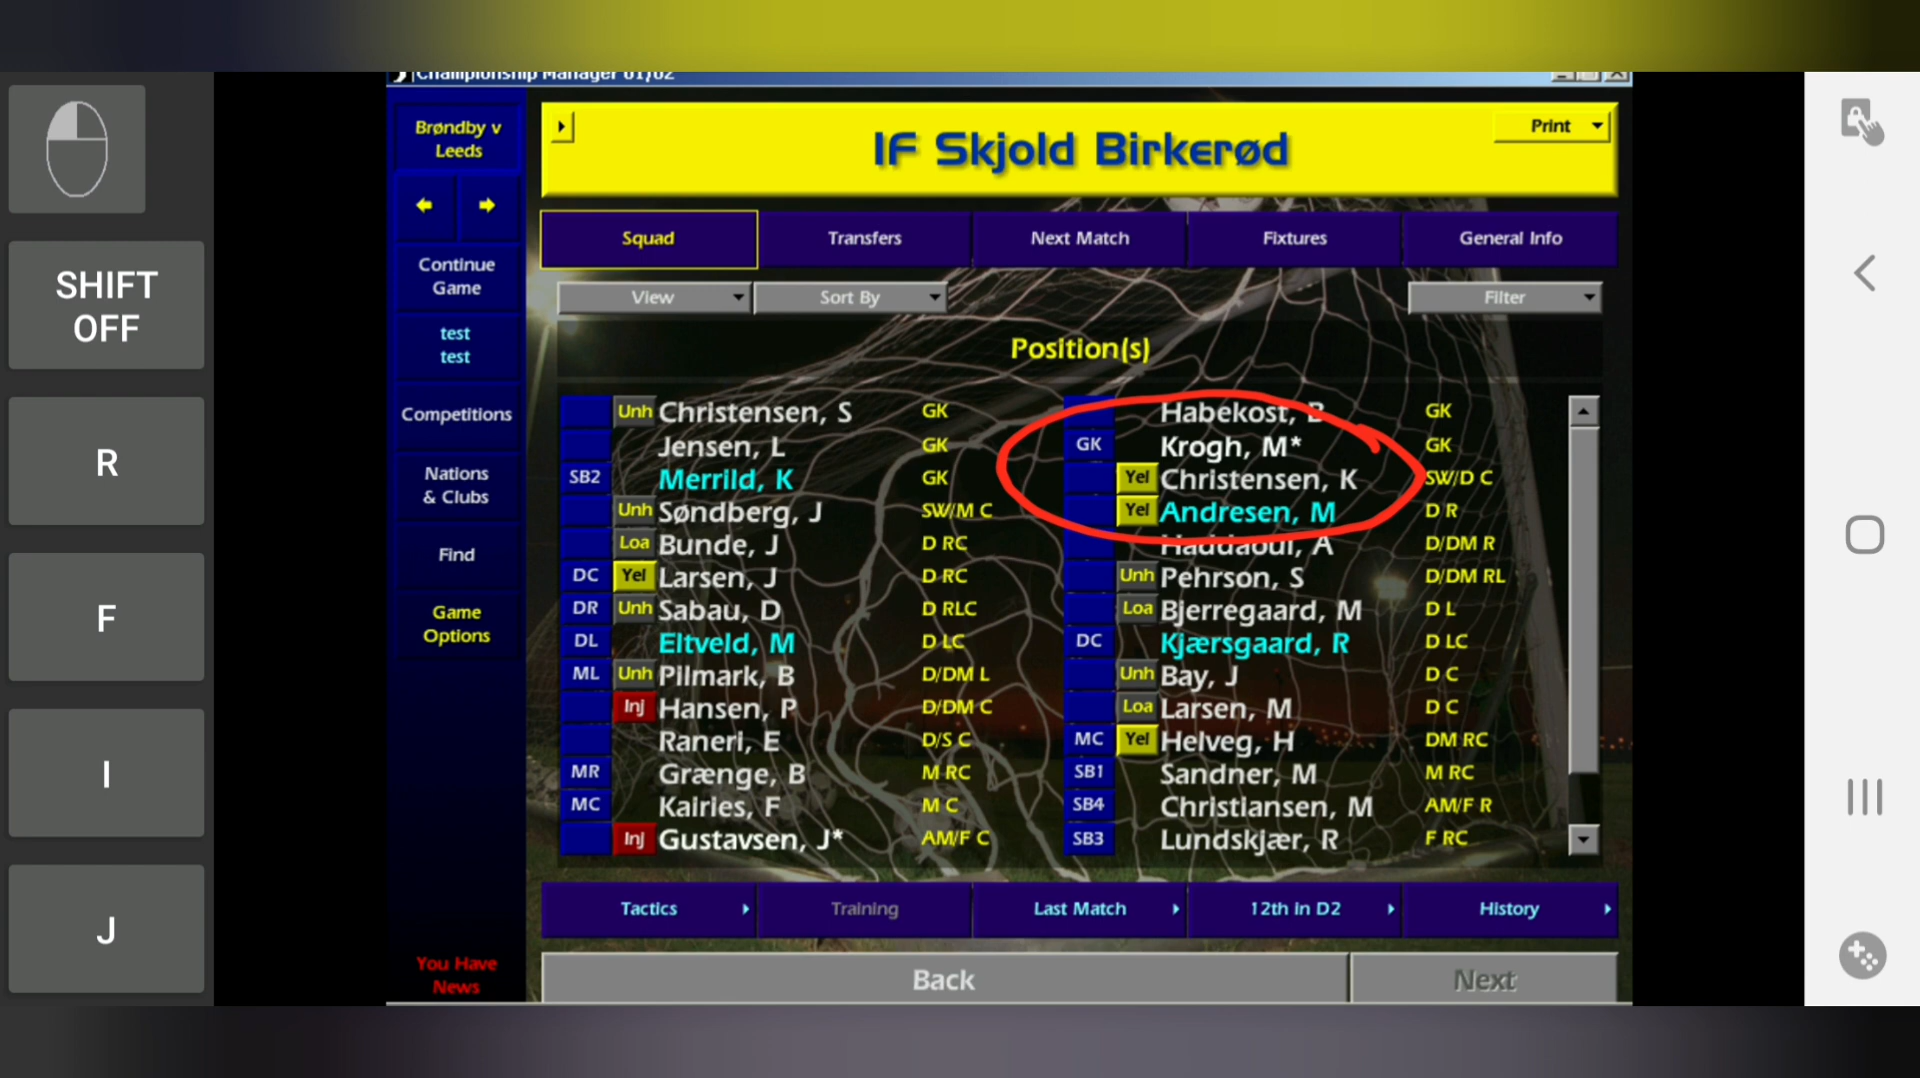 Championship Manager 01/02
Brøndby v
Leeds
Continue
Game
test
test
Competitions
Nations
& Clubs
Find
Game
Options
You Have
News
SHIFT
OFF
R
F
I
J
IF Skjold Birkerød
Print
Squad Transfers Next Match Fixtures General Info
View Sort By Filter
Position(s)
Unh Christensen, S GK
Jensen, L GK
SB2 Merrild, K GK
Unh Søndberg, J SW/M C
Loa Bunde, J D RC
DC Yel Larsen, J D RC
DR Unh Sabau, D D RLC
DL Eltveld, M D LC
ML Unh Pilmark, B D/DM L
Inj Hansen, P D/DM C
Raneri, E D/S C
MR Grænge, B M RC
MC Kairies, F M C
Inj Gustavsen, J* AM/F C
Habekost, B GK
GK Krogh, M* GK
Yel Christensen, K SW/D C
Yel Andresen, M D R
Haddaoui, A D/DM R
Unh Pehrson, S D/DM RL
Loa Bjerregaard, M D L
DC Kjærsgaard, R D LC
Unh Bay, J D C
Loa Larsen, M D C
MC Yel Helveg, H DM RC
SB1 Sandner, M M RC
SB4 Christiansen, M AM/F R
SB3 Lundskjær, R F RC
Tactics Training Last Match 12th in D2 History
Back Next